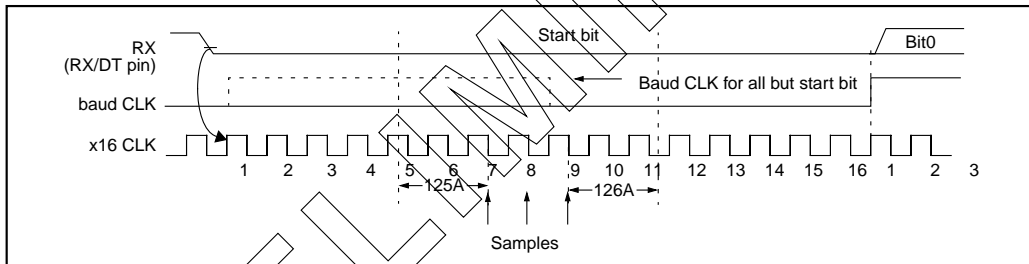 Start bit
RX
(RX/DT pin)
Bit0
Baud CLK for all but start bit
baud CLK
x16 CLK
1 2 3 4 5 6 7 8 9 10 11 12 13 14 15 16 1 2 3
125A 126A
Samples